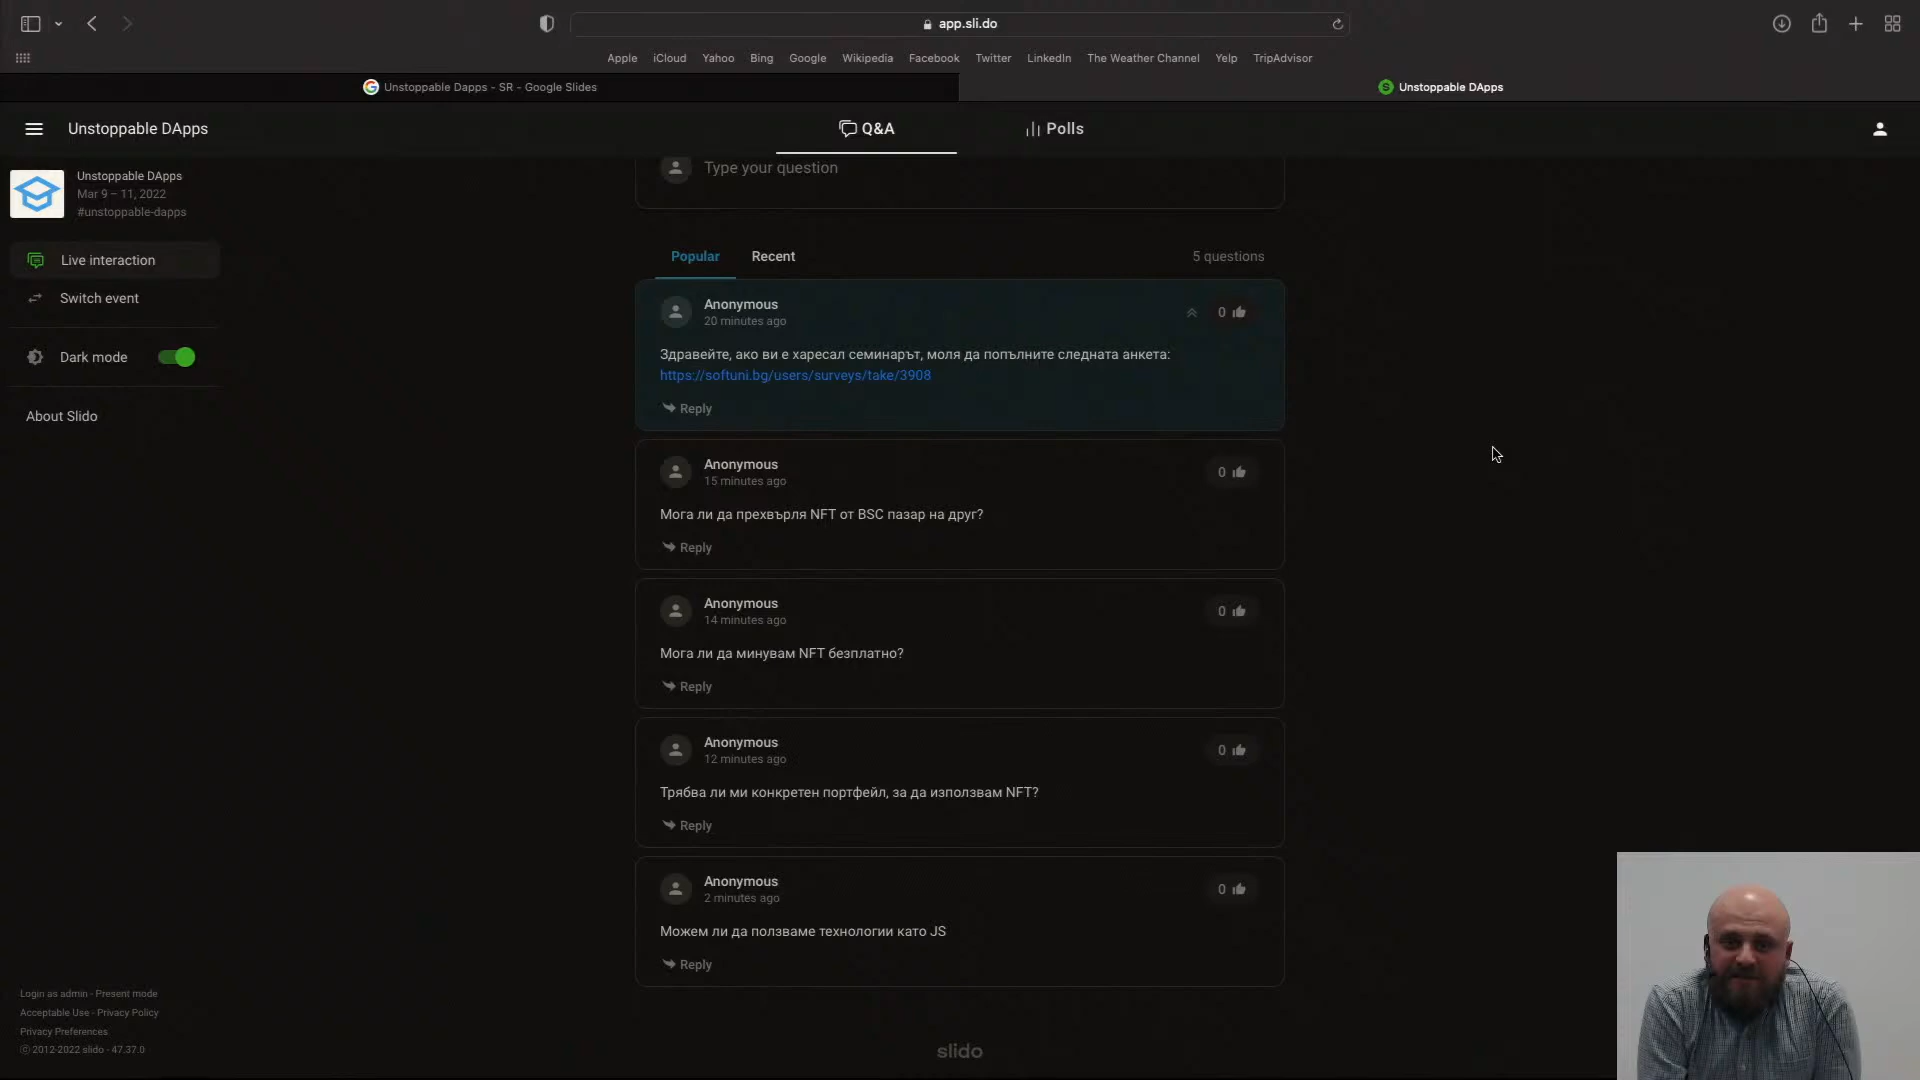 app.sli.do
Apple iCloud Yahoo Bing Google Wikipedia Facebook Twitter LinkedIn The Weather Channel Yelp TripAdvisor
Unstoppable Dapps - SR - Google Slides
Unstoppable DApps
Unstoppable DApps
Q&A
Polls
Unstoppable DApps
Mar 9 – 11, 2022
#unstoppable-dapps
Live interaction
Switch event
Dark mode
About Slido
Login as admin - Present mode
Acceptable Use - Privacy Policy
Privacy Preferences
© 2012-2022 slido - 47.37.0
Type your question
Popular Recent 5 questions
Anonymous
20 minutes ago
0
Здравейте, ако ви е харесал семинарът, моля да попълните следната анкета:
https://softuni.bg/users/surveys/take/3908
Reply
Anonymous
15 minutes ago
0
Мога ли да прехвърля NFT от BSC пазар на друг?
Reply
Anonymous
14 minutes ago
0
Мога ли да минувам NFT безплатно?
Reply
Anonymous
12 minutes ago
0
Трябва ли ми конкретен портфейл, за да използвам NFT?
Reply
Anonymous
2 minutes ago
0
Можем ли да ползваме технологии като JS
Reply
slido